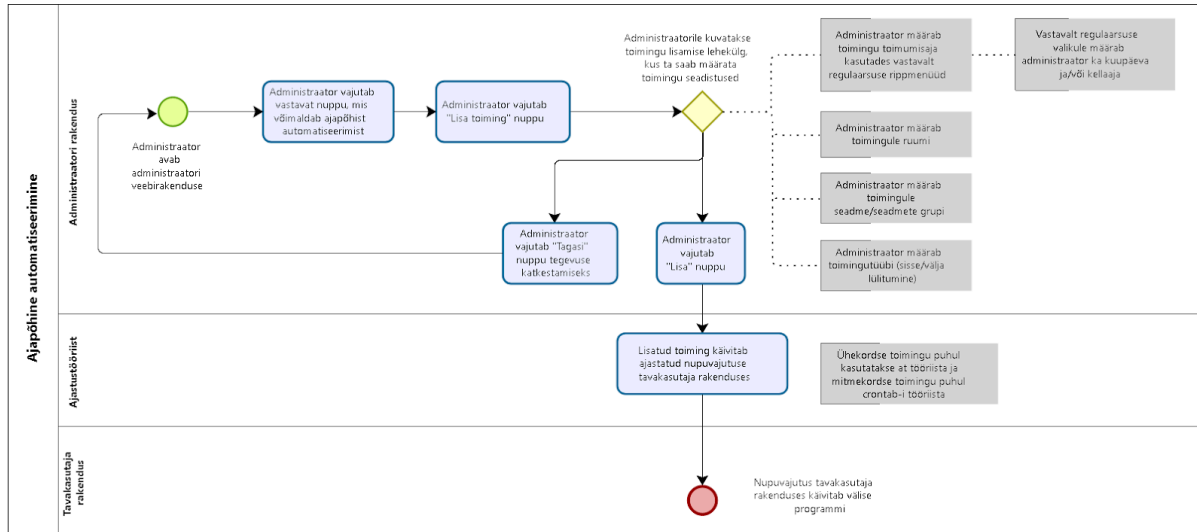 Ajapõhine automatiseerimine
Administraatori rakendus
Administraator
avab
administraatori
veebirakenduse
Administraator vajutab
vastavat nuppu, mis
võimaldab ajapõhist
automatiseerimist
Administraator vajutab
"Lisa toiming" nuppu
Administraatorile kuvatakse
toimingu lisamise lehekülg,
kus ta saab määrata
toimingu seadistused
Administraator määrab
toimingu toimumisaja
kasutades vastavalt
regulaarsuse rippmenüüd
Vastavalt regulaarsuse
valikule määrab
administraator ka kuupäeva
ja/või kellaaja
Administraator määrab
toimingule ruumi
Administraator määrab
toimingule
seadme/seadmete grupi
Administraator määrab
toimingutüübi (sisse/välja
lülitumine)
Administraator
vajutab "Tagasi"
nuppu tegevuse
katkestamiseks
Administraator
vajutab
"Lisa" nuppu
Ajastustööriist
Lisatud toiming käivitab
ajastatud nupuvajutuse
tavakasutaja rakenduses
Ühekordse toimingu puhul
kasutatakse at tööriista ja
mitmekordse toimingu puhul
crontab-i tööriista
Tavakasutaja
rakendus
Nupuvajutus tavakasutaja
rakenduses käivitab välise
programmi